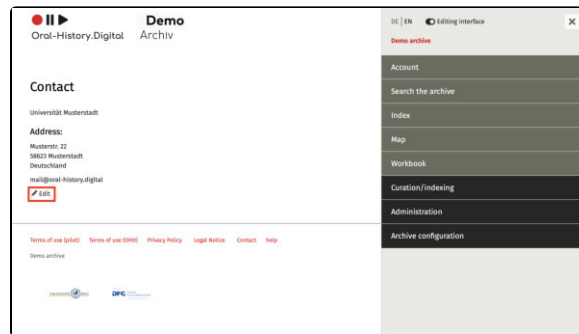 Demo
Oral-History.Digital Archiv
Contact
Universität Musterstadt
Address:
Musterstr. 22
58623 Musterstadt
Deutschland
mail@oral-history.digital
Edit
Terms of use (pilot) Terms of use (OHD) Privacy Policy Legal Notice Contact help
Demo archive
DFG
DE | EN Editing interface
Demo archive
Account
Search the archive
Index
Map
Workbook
Curation/indexing
Administration
Archive configuration